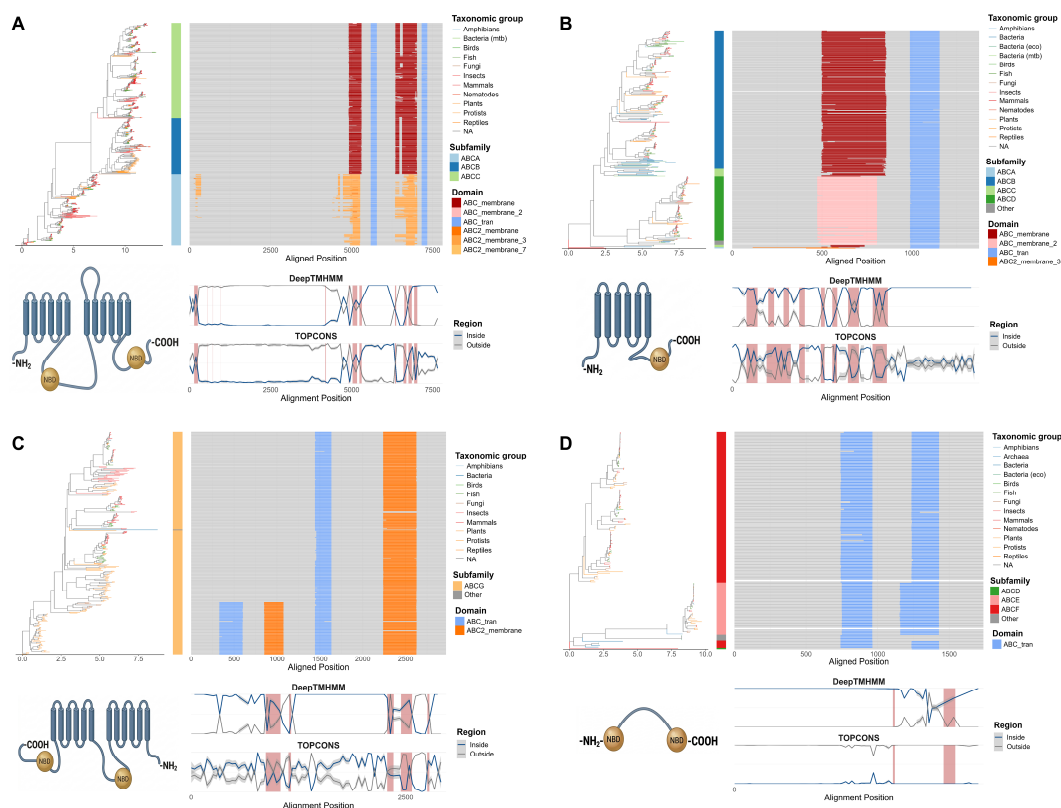 A
Taxonomic group
Amphibians
Bacteria (mtb)
Birds
Fish
Fungi
Insects
Mammals
Nematodes
Plants
Protists
Reptiles
NA
Subfamily
ABCA
ABCB
ABCC
Domain
ABC_membrane
ABC_membrane_2
ABC_tran
ABC2_membrane
ABC2_membrane_3
ABC2_membrane_7
0 5 10
0 2500 5000 7500
Aligned Position
DeepTMHMM
TOPCONS
-NH2
NBD
NBD
-COOH
Region
Inside
Outside
0 2500 5000 7500
Alignment Position
B
Taxonomic group
Amphibians
Bacteria
Bacteria (eco)
Bacteria (mtb)
Birds
Fish
Fungi
Insects
Mammals
Nematodes
Plants
Protists
Reptiles
NA
Subfamily
ABCA
ABCB
ABCC
ABCD
Other
Domain
ABC_membrane
ABC_membrane_2
ABC_tran
ABC2_membrane_3
0.0 2.5 5.0 7.5
0 500 1000
Aligned Position
DeepTMHMM
TOPCONS
-NH2
NBD
-COOH
Region
Inside
Outside
0 500 1000
Alignment Position
C
Taxonomic group
Amphibians
Bacteria
Birds
Fish
Fungi
Insects
Mammals
Plants
Protists
Reptiles
NA
Subfamily
ABCG
Other
Domain
ABC_tran
ABC2_membrane
0.0 2.5 5.0 7.5
0 500 1000 1500 2000 2500
Aligned Position
DeepTMHMM
TOPCONS
-COOH
NBD
NBD
-NH2
Region
Inside
Outside
0 2500
Alignment Position
D
Taxonomic group
Amphibians
Archaea
Bacteria
Bacteria (eco)
Birds
Fish
Fungi
Insects
Mammals
Nematodes
Plants
Protists
Reptiles
NA
Subfamily
ABCD
ABCE
ABCF
Other
Domain
ABC_tran
0.0 2.5 5.0 7.5 10.0
0 500 1000 1500
Aligned Position
DeepTMHMM
TOPCONS
-NH2-
NBD
NBD
-COOH
Region
Inside
Outside
0
Alignment Position